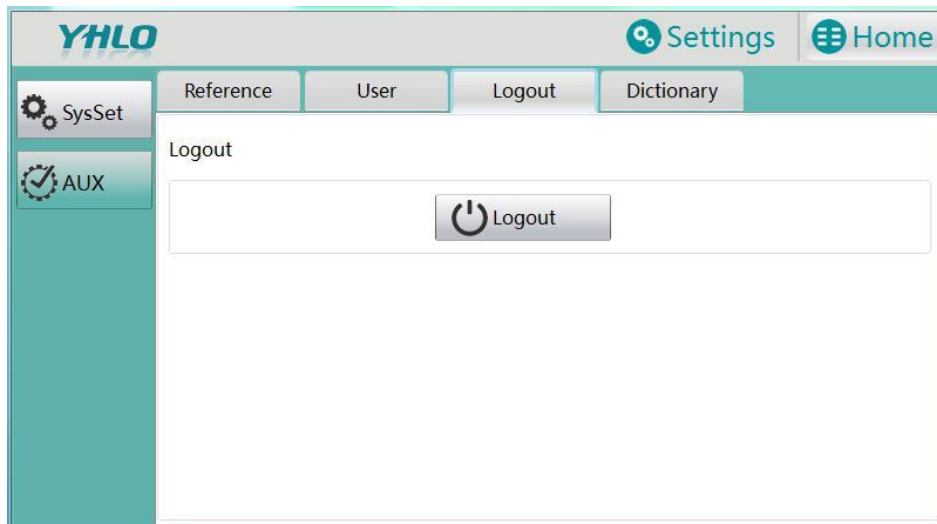 YHLO
Settings
Home
SysSet
AUX
Reference
User
Logout
Dictionary
Logout
Logout